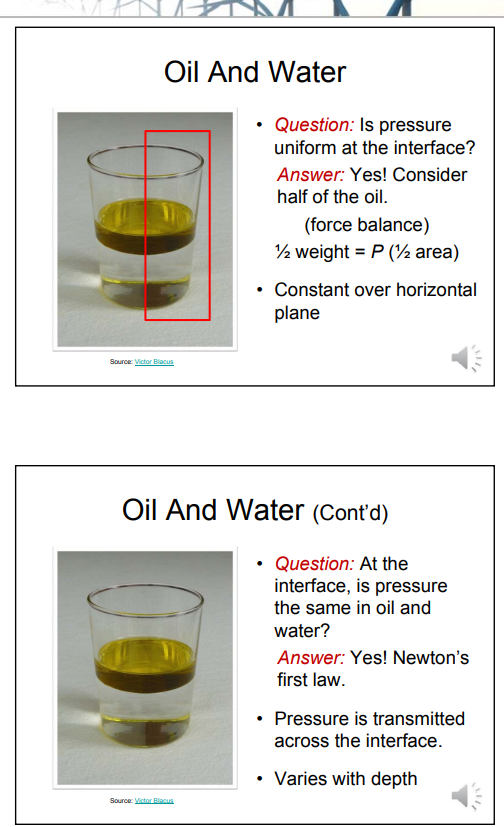 Oil And Water
• Question: Is pressure
uniform at the interface?
Answer: Yes! Consider
half of the oil.
(force balance)
½ weight = P (½ area)
• Constant over horizontal
plane
Source: Victor Blacus
Oil And Water (Cont'd)
• Question: At the
interface, is pressure
the same in oil and
water?
Answer: Yes! Newton's
first law.
• Pressure is transmitted
across the interface.
• Varies with depth
Source: Victor Blacus